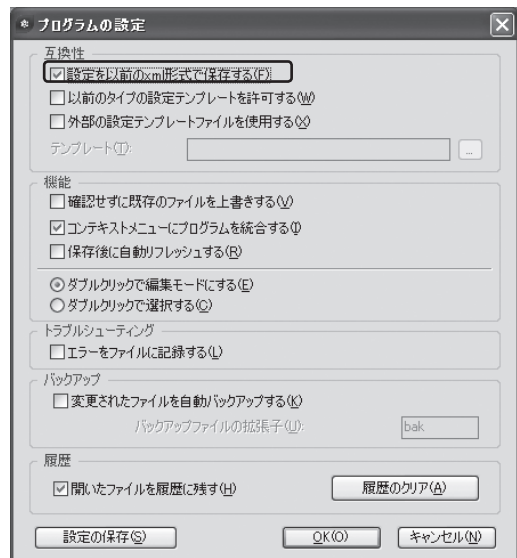 プログラムの設定
互換性
設定を以前のxml形式で保存する(F)
以前のタイプの設定テンプレートを許可する(W)
外部の設定テンプレートファイルを使用する(X)
テンプレート(T):
...
機能
確認せずに既存のファイルを上書きする(V)
コンテキストメニューにプログラムを統合する(I)
保存後に自動リフレッシュする(R)
ダブルクリックで編集モードにする(E)
ダブルクリックで選択する(C)
トラブルシューティング
エラーをファイルに記録する(L)
バックアップ
変更されたファイルを自動バックアップする(K)
バックアップファイルの拡張子(U): bak
履歴
開いたファイルを履歴に残す(H) 履歴のクリア(A)
設定の保存(S) OK(O) キャンセル(N)